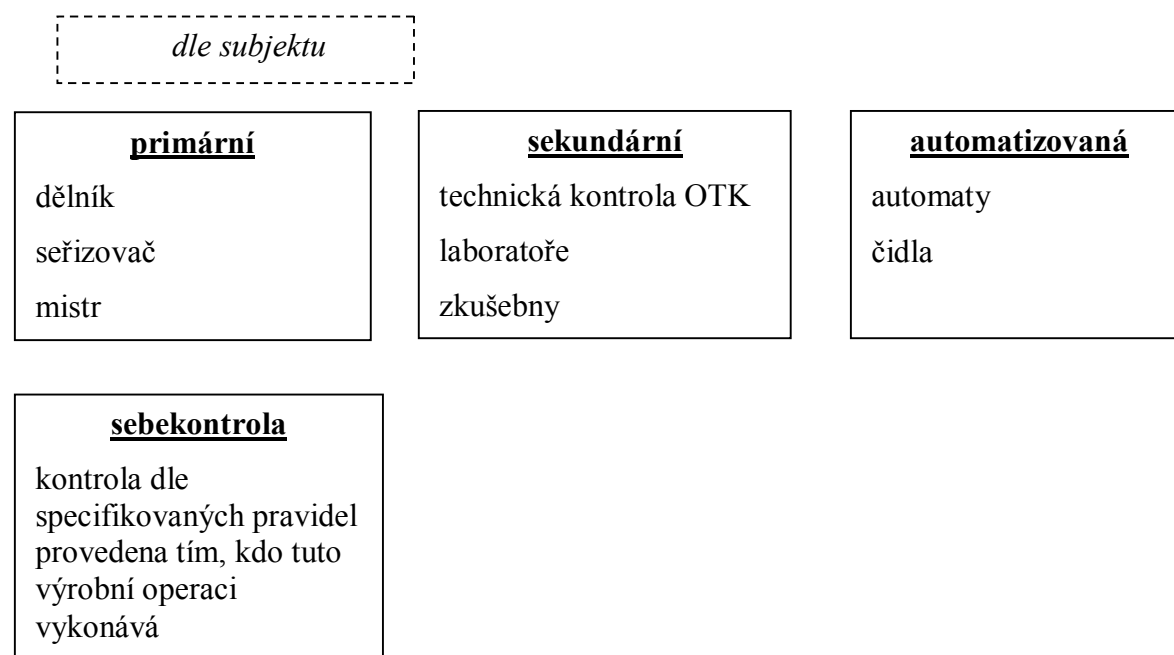 dle subjektu
primární
dělník
seřizovač
mistr
sekundární
technická kontrola OTK
laboratoře
zkušebny
automatizovaná
automaty
čidla
sebekontrola
kontrola dle
specifikovaných pravidel
provedena tím, kdo tuto
výrobní operaci
vykonává